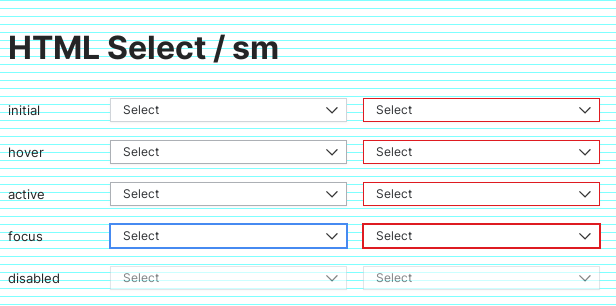 HTML Select / sm
initial Select Select
hover Select Select
active Select Select
focus Select Select
disabled Select Select